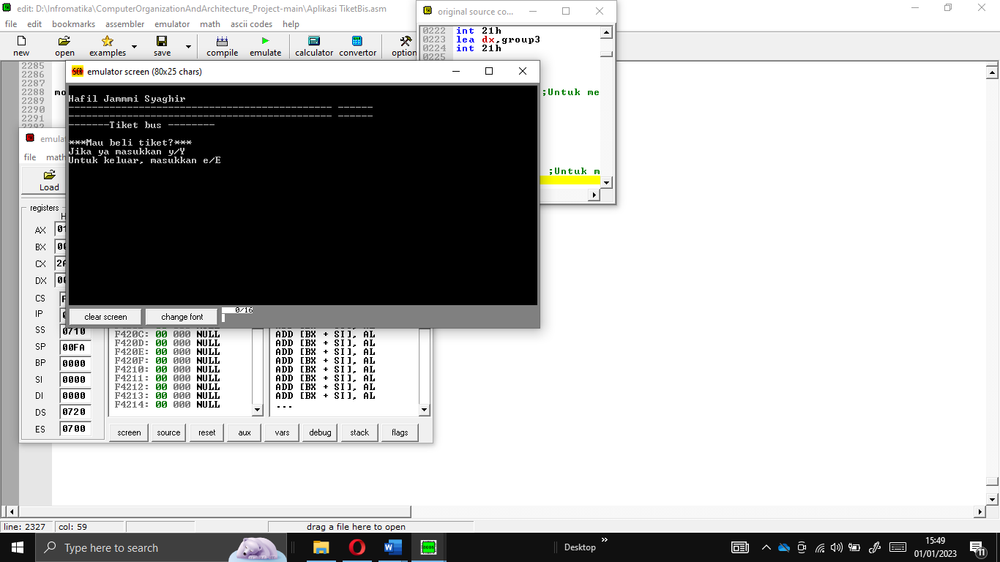 edit: D:\Infromatika\ComputerOrganizationAndArchitecture_Project-main\Aplikasi TiketBis.asm
file edit bookmarks assembler emulator math ascii codes help
new open examples save compile emulate calculator convertor option
original source co...
0222 int 21h
0223 lea dx,group3
0224 int 21h
0225
;Untuk me
;Untuk m
2285
2286
2287
2288 mo
2289
2290
2291
2292
emulator screen (80x25 chars)
Hafil Jammmi Syaghir
--------------------------------------------- ------
--------------------------------------------- ------
-------Tiket bus --------
***Mau beli tiket?***
Jika ya masukkan y/Y
Untuk keluar, masukkan e/E
clear screen change font 0/16
emulat
file math
Load
registers
H
AX 01
BX 00
CX 2A
DX 00
CS F
IP 0
SS 0710
SP 00FA
BP 0000
SI 0000
DI 0000
DS 0720
ES 0700
F420C: 00 000 NULL ADD [BX + SI], AL
F420D: 00 000 NULL ADD [BX + SI], AL
F420E: 00 000 NULL ADD [BX + SI], AL
F420F: 00 000 NULL ADD [BX + SI], AL
F4210: 00 000 NULL ADD [BX + SI], AL
F4211: 00 000 NULL ADD [BX + SI], AL
F4212: 00 000 NULL ADD [BX + SI], AL
F4213: 00 000 NULL ADD [BX + SI], AL
F4214: 00 000 NULL ...
screen source reset aux vars debug stack flags
line: 2327 col: 59 drag a file here to open
Type here to search
Desktop
15:49
01/01/2023
11